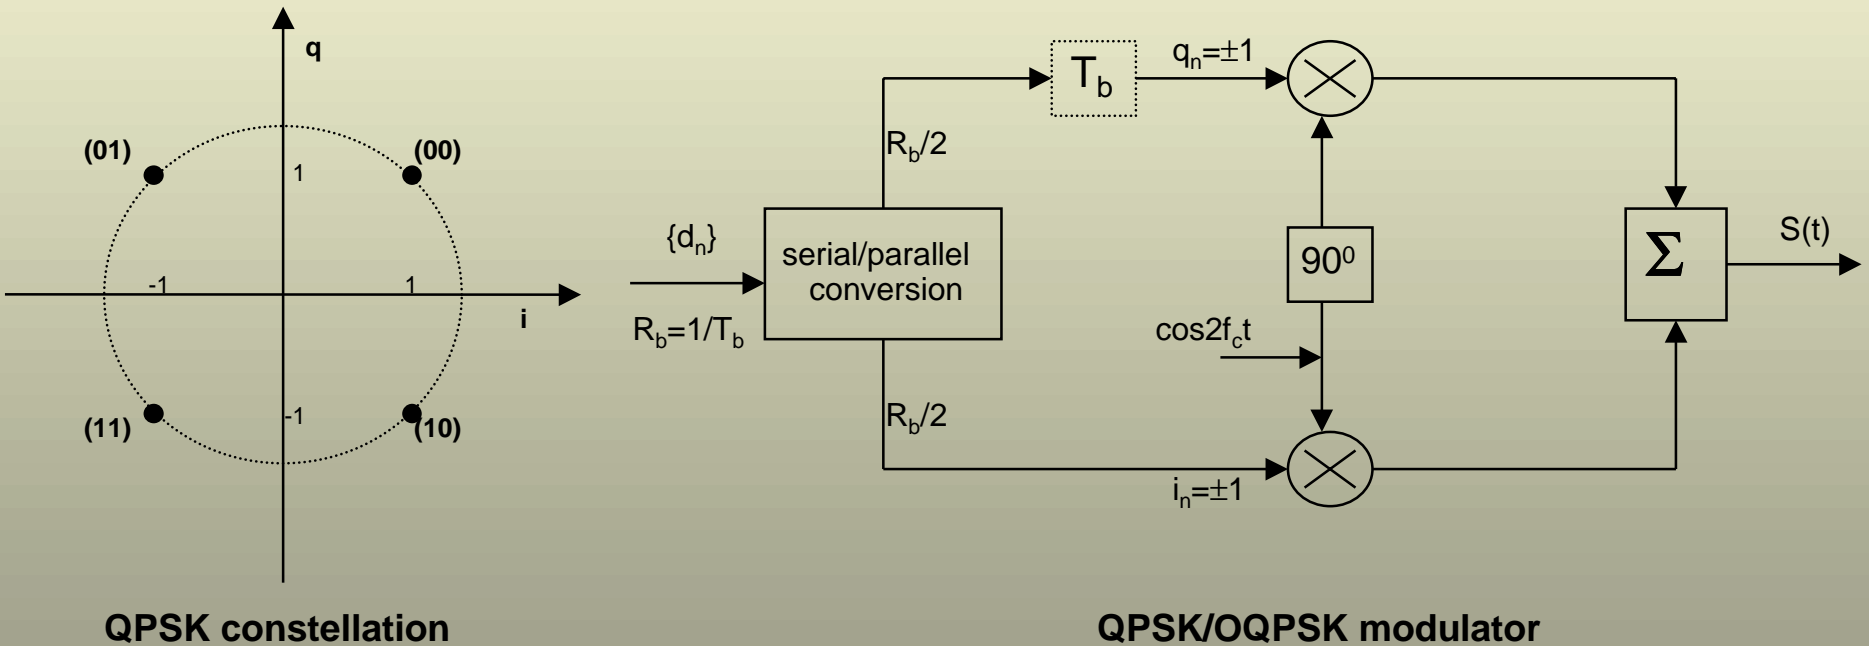 q
(01)
(00)
1
-1
1
i
-1
(11)
(10)
QPSK constellation
T_b
q_n=±1
R_b/2
{d_n}
R_b=1/T_b
serial/parallel
conversion
90⁰
cos2f_ct
R_b/2
i_n=±1
Σ
S(t)
QPSK/OQPSK modulator